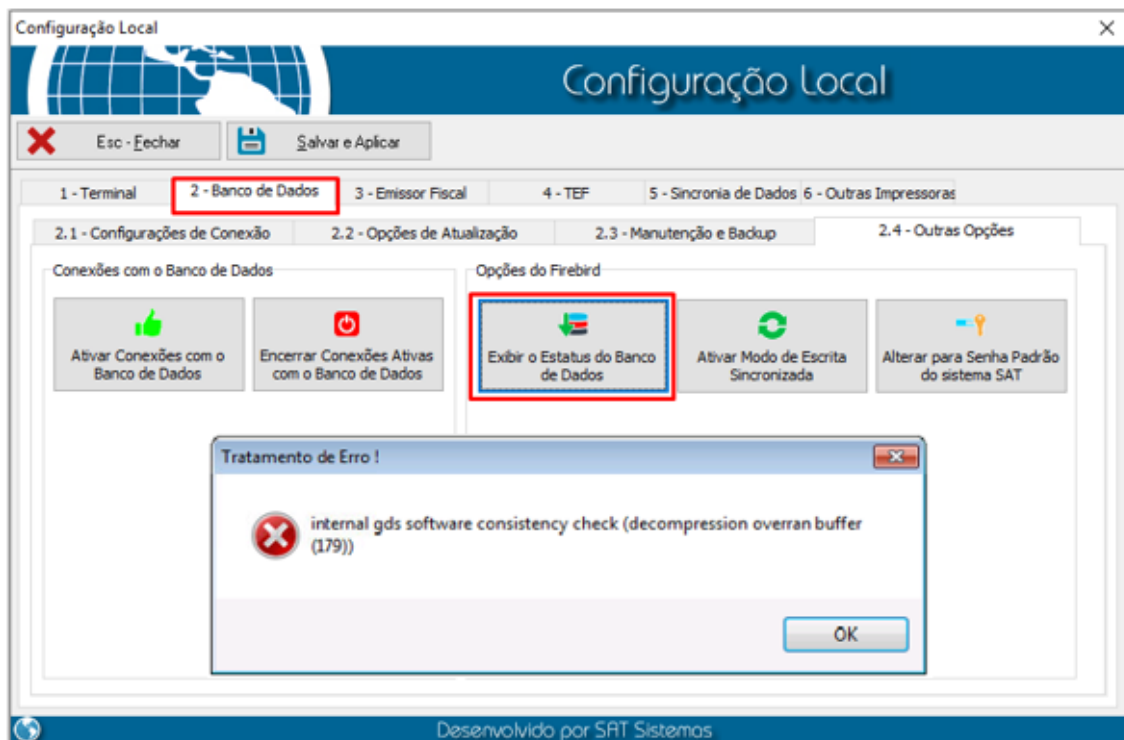 Configuração Local
Configuração Local
Esc - Fechar
Salvar e Aplicar
1 - Terminal
2 - Banco de Dados
3 - Emissor Fiscal
4 - TEF
5 - Sincronia de Dados
6 - Outras Impressoras
2.1 - Configurações de Conexão
2.2 - Opções de Atualização
2.3 - Manutenção e Backup
2.4 - Outras Opções
Conexões com o Banco de Dados
Opções do Firebird
Ativar Conexões com o
Banco de Dados
Encerrar Conexões Ativas
com o Banco de Dados
Exibir o Estatus do Banco
de Dados
Ativar Modo de Escrita
Sincronizada
Alterar para Senha Padrão
do sistema SAT
Tratamento de Erro !
internal gds software consistency check (decompression overran buffer
(179))
OK
Desenvolvido por SAT Sistemas